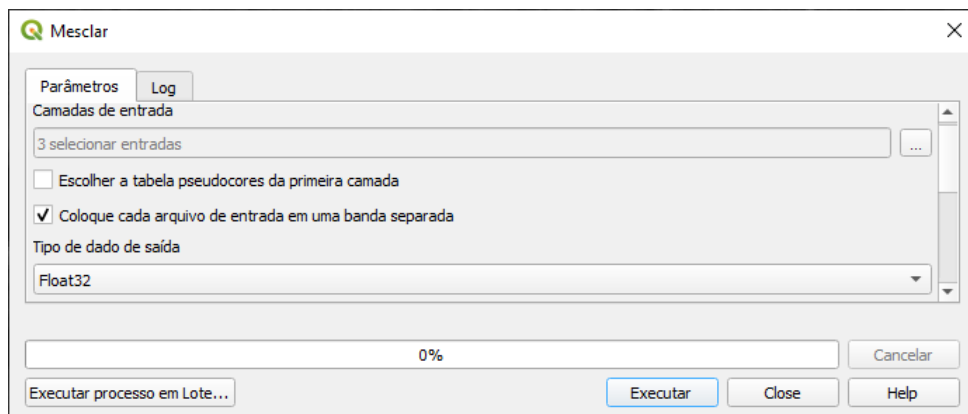 Mesclar
Parâmetros
Log
Camadas de entrada
3 selecionar entradas
...
Escolher a tabela pseudocores da primeira camada
Coloque cada arquivo de entrada em uma banda separada
Tipo de dado de saída
Float32
0%
Cancelar
Executar processo em Lote...
Executar
Close
Help